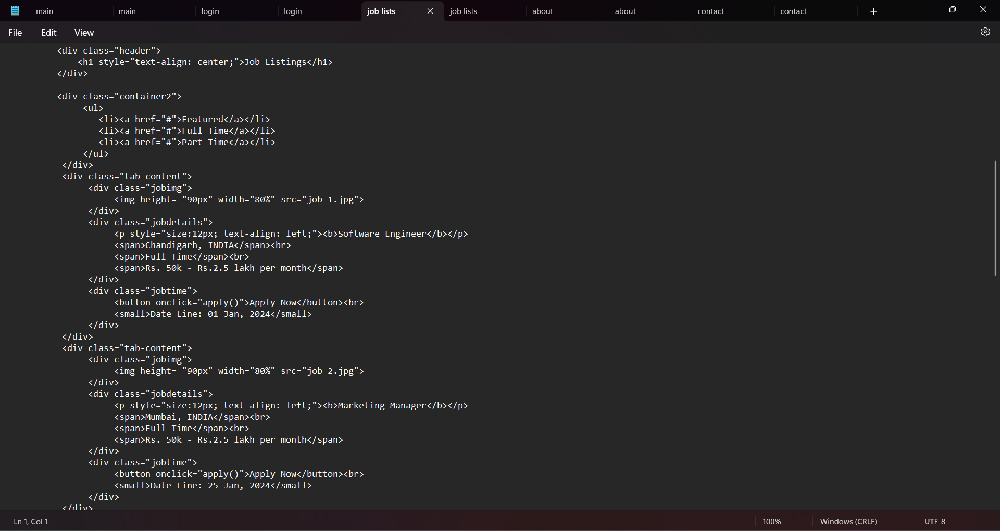 main main login login job lists job lists about about contact contact
File Edit View
<div class="header">
<h1 style="text-align: center;">Job Listings</h1>
</div>
<div class="container2">
<ul>
<li><a href="#">Featured</a></li>
<li><a href="#">Full Time</a></li>
<li><a href="#">Part Time</a></li>
</ul>
</div>
<div class="tab-content">
<div class="jobimg">
<img height= "90px" width="80%" src="job 1.jpg">
</div>
<div class="jobdetails">
<p style="size:12px; text-align: left;"><b>Software Engineer</b></p>
<span>Chandigarh, INDIA</span><br>
<span>Full Time</span><br>
<span>Rs. 50k - Rs.2.5 lakh per month</span>
</div>
<div class="jobtime">
<button onclick="apply()">Apply Now</button><br>
<small>Date Line: 01 Jan, 2024</small>
</div>
</div>
<div class="tab-content">
<div class="jobimg">
<img height= "90px" width="80%" src="job 2.jpg">
</div>
<div class="jobdetails">
<p style="size:12px; text-align: left;"><b>Marketing Manager</b></p>
<span>Mumbai, INDIA</span><br>
<span>Full Time</span><br>
<span>Rs. 50k - Rs.2.5 lakh per month</span>
</div>
<div class="jobtime">
<button onclick="apply()">Apply Now</button><br>
<small>Date Line: 25 Jan, 2024</small>
</div>
</div>
Ln 1, Col 1 100% Windows (CRLF) UTF-8